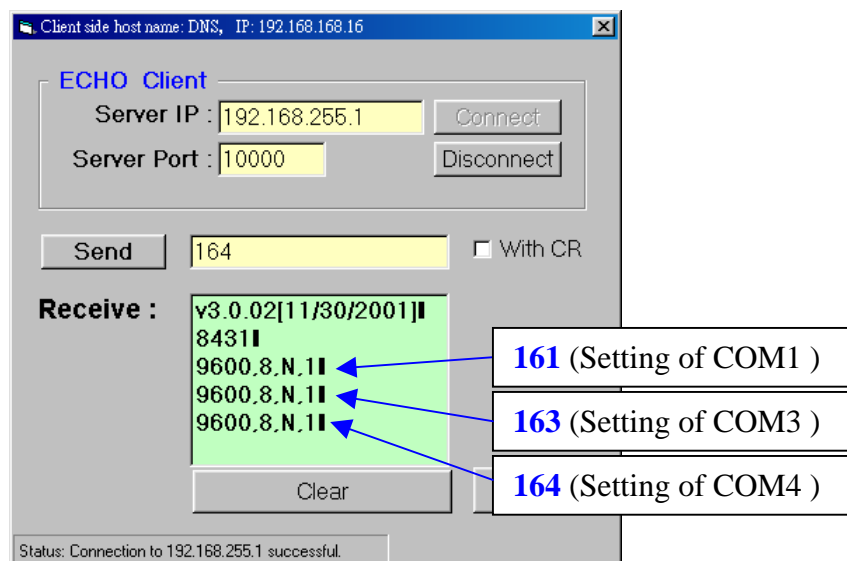 Client side host name: DNS, IP: 192.168.168.16
ECHO Client
Server IP : 192.168.255.1 Connect
Server Port : 10000 Disconnect
Send 164 With CR
Receive :
v3.0.02[11/30/2001]
8431
9600,8,N,1
9600,8,N,1
9600,8,N,1
161 (Setting of COM1 )
163 (Setting of COM3 )
164 (Setting of COM4 )
Clear
Status: Connection to 192.168.255.1 successful.